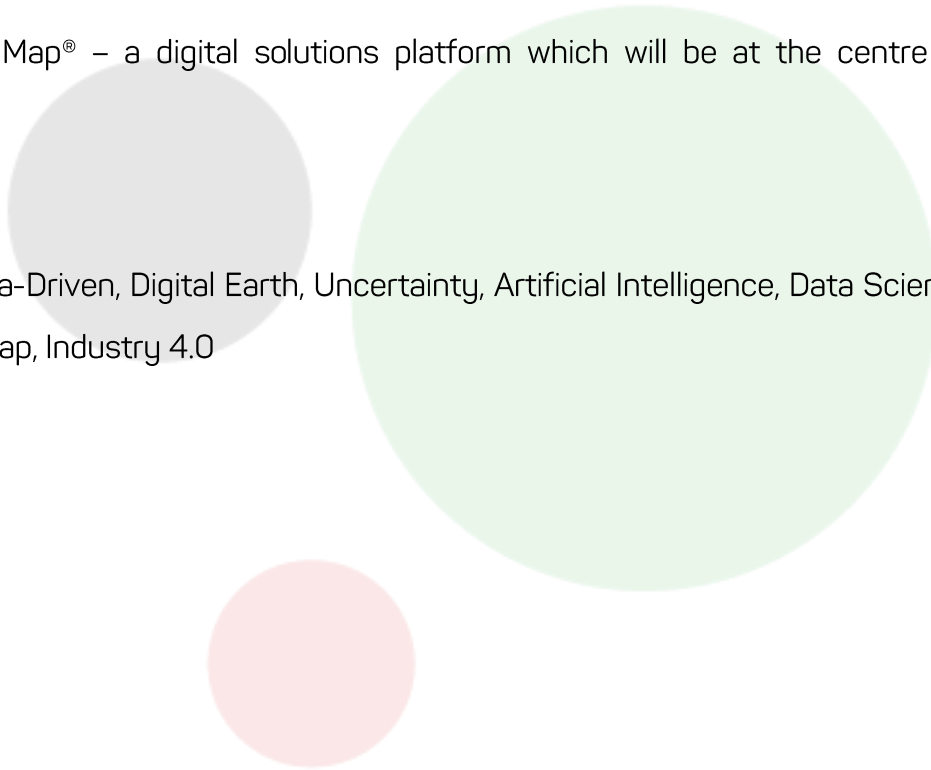 Map® – a digital solutions platform which will be at the centre
a-Driven, Digital Earth, Uncertainty, Artificial Intelligence, Data Scien
ap, Industry 4.0